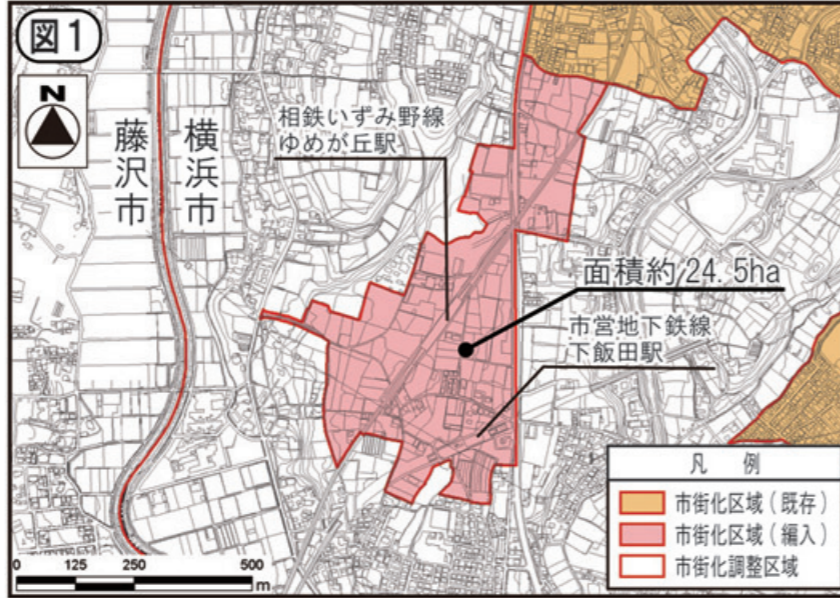 図1
N
藤沢市
横浜市
相鉄いずみ野線
ゆめが丘駅
面積約 24.5ha
市営地下鉄線
下飯田駅
凡 例
市街化区域 ( 既存 )
市街化区域 ( 編入 )
市街化調整区域
0 125 250 500
m